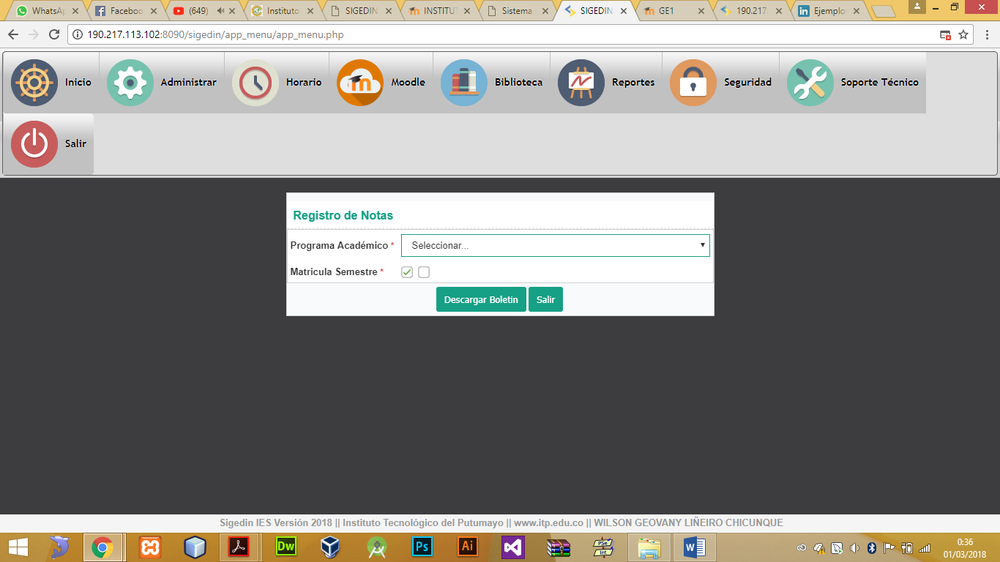 WhatsAp
Faceboo
(649)
Instituto
SIGEDIN
INSTITUT
Sistema
SIGEDIN
GE1
190.217.
Ejemplo
190.217.113.102:8090/sigedin/app_menu/app_menu.php
Inicio
Administrar
Horario
Moodle
Biblioteca
Reportes
Seguridad
Soporte Técnico
Salir
Registro de Notas
Programa Académico *
Seleccionar...
Matricula Semestre *
Descargar Boletin
Salir
Sigedin IES Versión 2018 || Instituto Tecnológico del Putumayo || www.itp.edu.co || WILSON GEOVANY LIÑEIRO CHICUNQUE
Dw
Ps
Ai
PSe
Int
W
0:36
01/03/2018